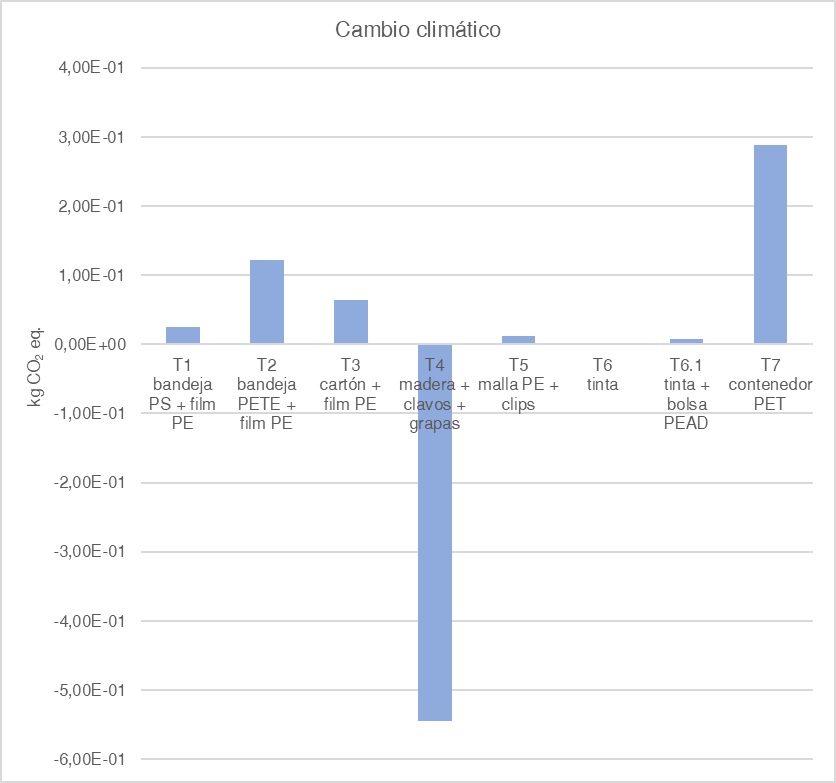 Cambio climático
kg CO₂ eq.
4,00E-01
3,00E-01
2,00E-01
1,00E-01
0,00E+00
-1,00E-01
-2,00E-01
-3,00E-01
-4,00E-01
-5,00E-01
-6,00E-01
T1
bandeja
PS + film
PE
T2
bandeja
PETE +
film PE
T3
cartón +
film PE
T4
madera +
clavos +
grapas
T5
malla PE +
clips
T6
tinta
T6.1
tinta +
bolsa
PEAD
T7
contenedor
PET